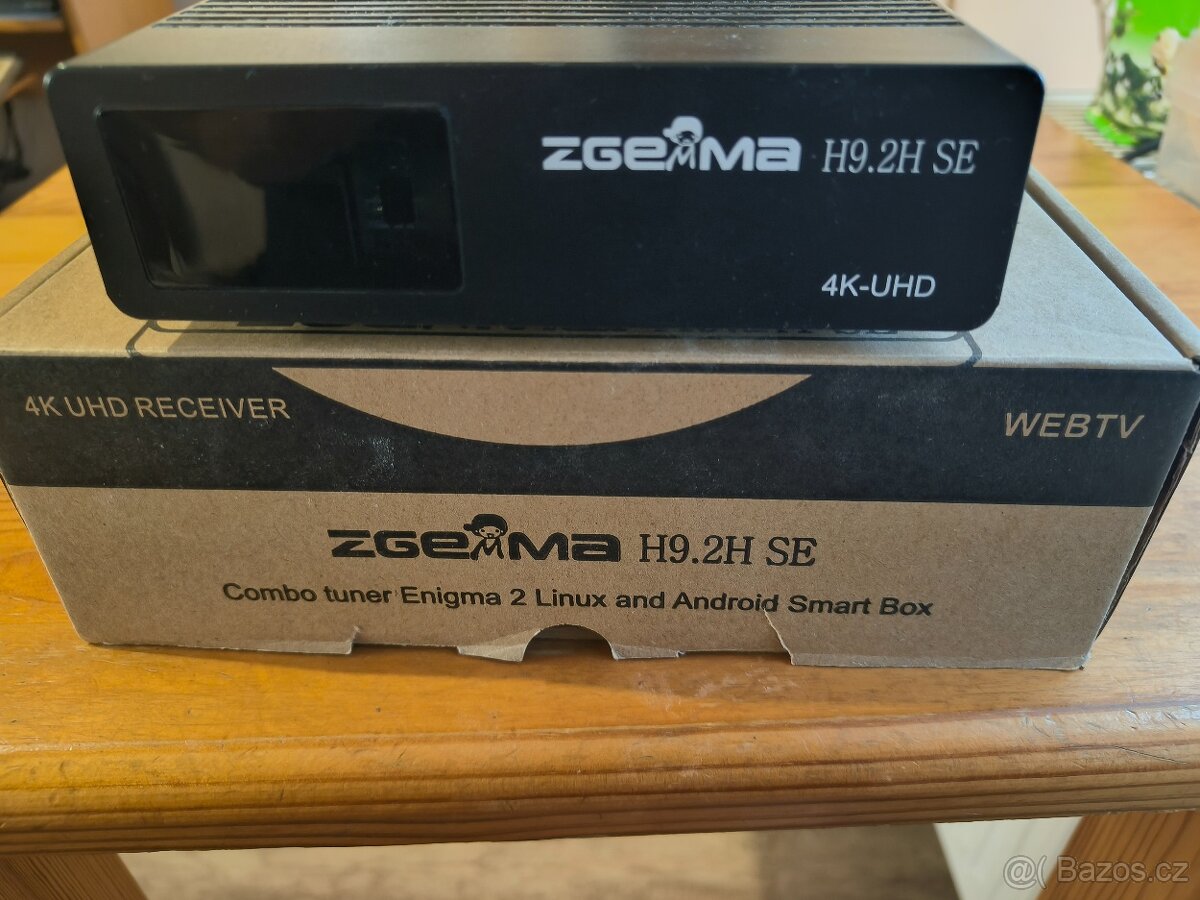 ZGEMMA H9.2H SE
4K-UHD
4K UHD RECEIVER
WEBTV
ZGEMMA H9.2H SE
Combo tuner Enigma 2 Linux and Android Smart Box
@( Bazos.cz